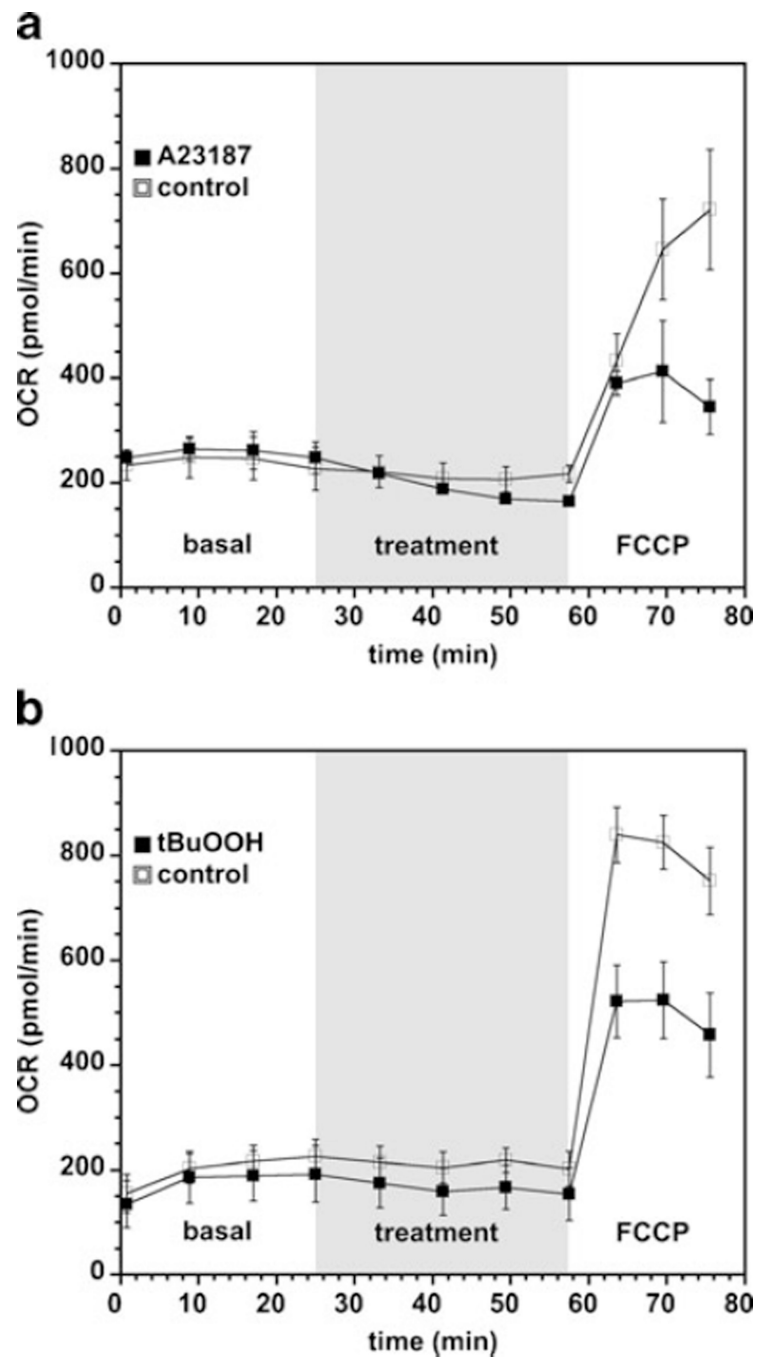 a
1000
800
600
400
200
0
A23187
control
OCR (pmol/min)
basal treatment FCCP
0 10 20 30 40 50 60 70 80
time (min)
b
1000
800
600
400
200
0
tBuOOH
control
OCR (pmol/min)
basal treatment FCCP
0 10 20 30 40 50 60 70 80
time (min)